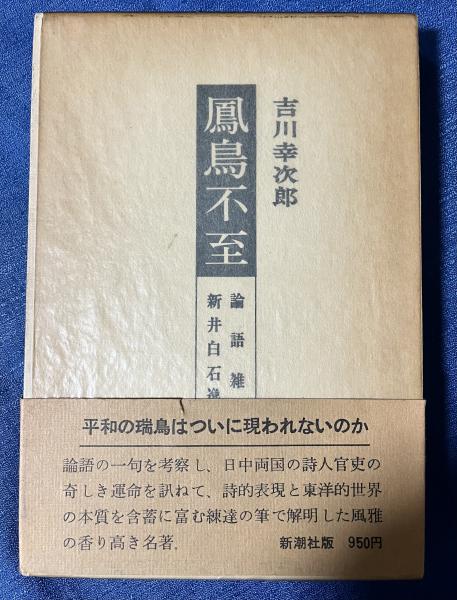 吉川幸次郎
鳳鳥不至
論語雑
新井白石逸
平和の瑞鳥はついに現われないのか
論語の一句を考察し、日中両国の詩人官吏の
奇しき運命を訊ねて、詩的表現と東洋的世界
の本質を含蓄に富む練達の筆で解明した風雅
の香り高き名著.
新潮社版 950円